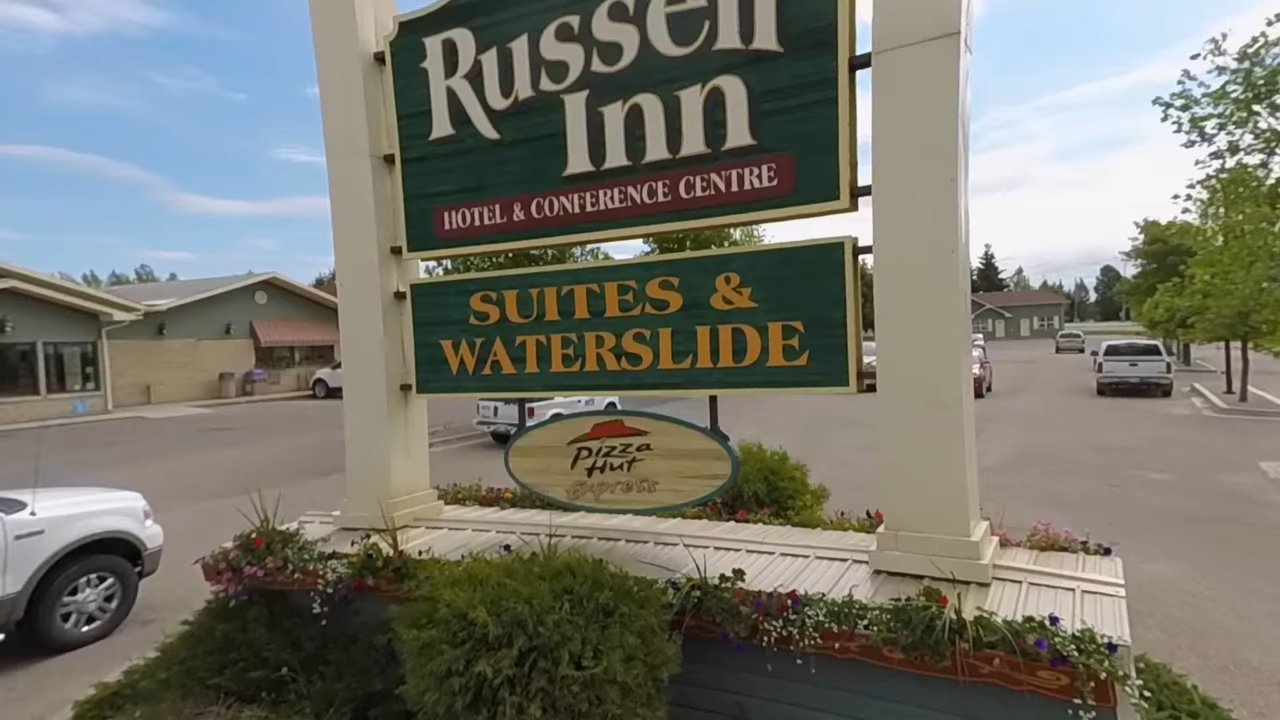 Russell
Inn
HOTEL & CONFERENCE CENTRE
SUITES &
WATERSLIDE
Pizza
Hut
Express